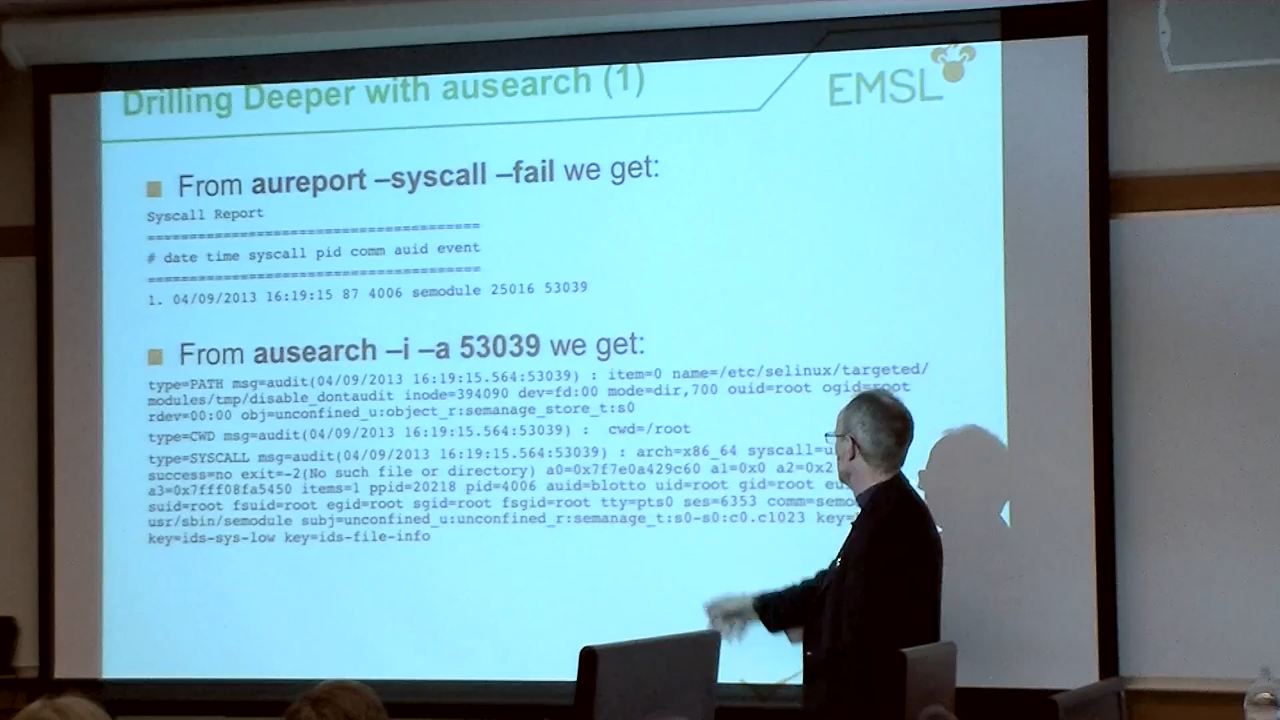 Drilling Deeper with ausearch (1)
EMSL
From aureport –syscall –fail we get:
Syscall Report
========================================
# date time syscall pid comm auid event
========================================
1. 04/09/2013 16:19:15 87 4006 semodule 25016 53039
From ausearch –i –a 53039 we get:
type=PATH msg=audit(04/09/2013 16:19:15.564:53039) : item=0 name=/etc/selinux/targeted/
modules/tmp/disable_dontaudit inode=394090 dev=fd:00 mode=dir,700 ouid=root ogid=root
rdev=00:00 obj=unconfined_u:object_r:semanage_store_t:s0
type=CWD msg=audit(04/09/2013 16:19:15.564:53039) : cwd=/root
type=SYSCALL msg=audit(04/09/2013 16:19:15.564:53039) : arch=x86_64 syscall=u
success=no exit=-2(No such file or directory) a0=0x7f7e0a429c60 a1=0x0 a2=0x2
a3=0x7fff08fa5450 items=1 ppid=20218 pid=4006 auid=blotto uid=root gid=root eu
suid=root fsuid=root egid=root sgid=root fsgid=root tty=pts0 ses=6353 comm=semo
usr/sbin/semodule subj=unconfined_u:unconfined_r:semanage_t:s0-s0:c0.c1023 key=
key=ids-sys-low key=ids-file-info